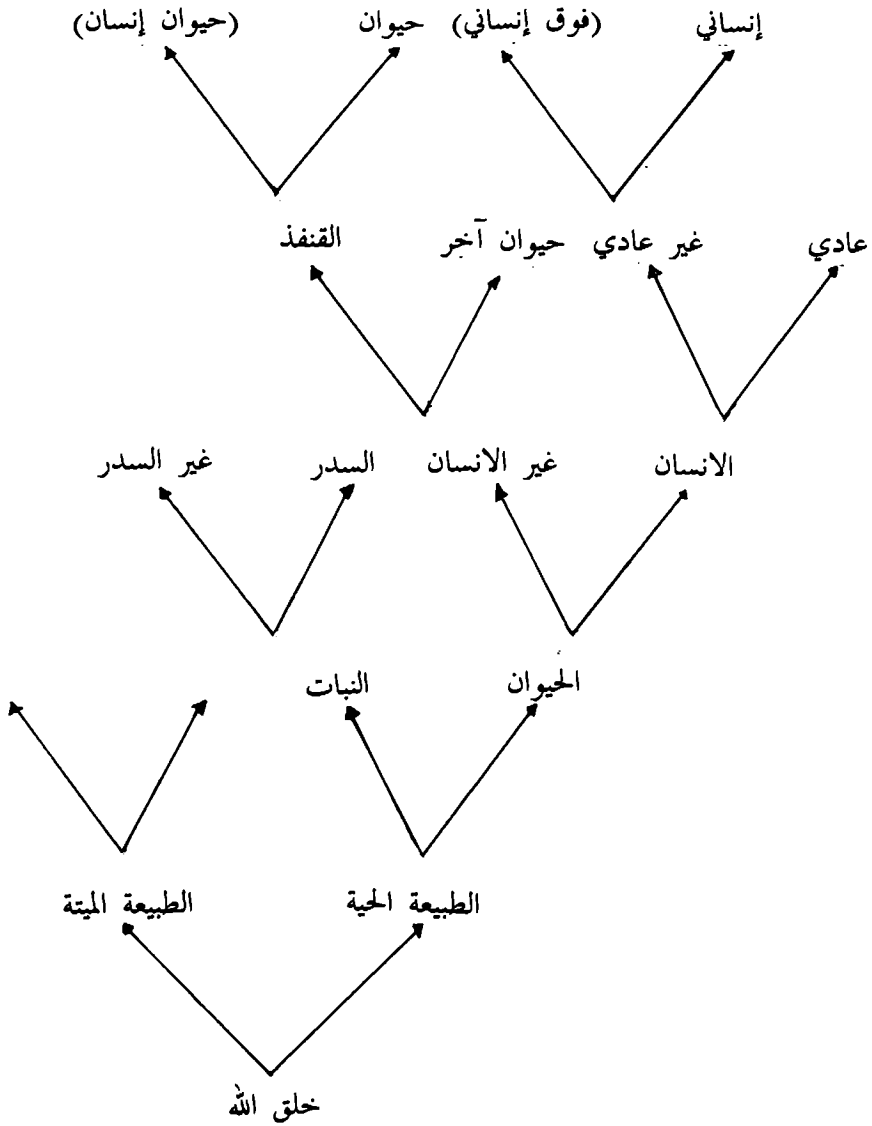 إنساني (فوق إنساني) حيوان (حيوان إنسان)
عادي غير عادي حيوان آخر القنفذ
الانسان غير الانسان السدر غير السدر
الحيوان النبات
الطبيعة الحية الطبيعة الميتة
خلق الله